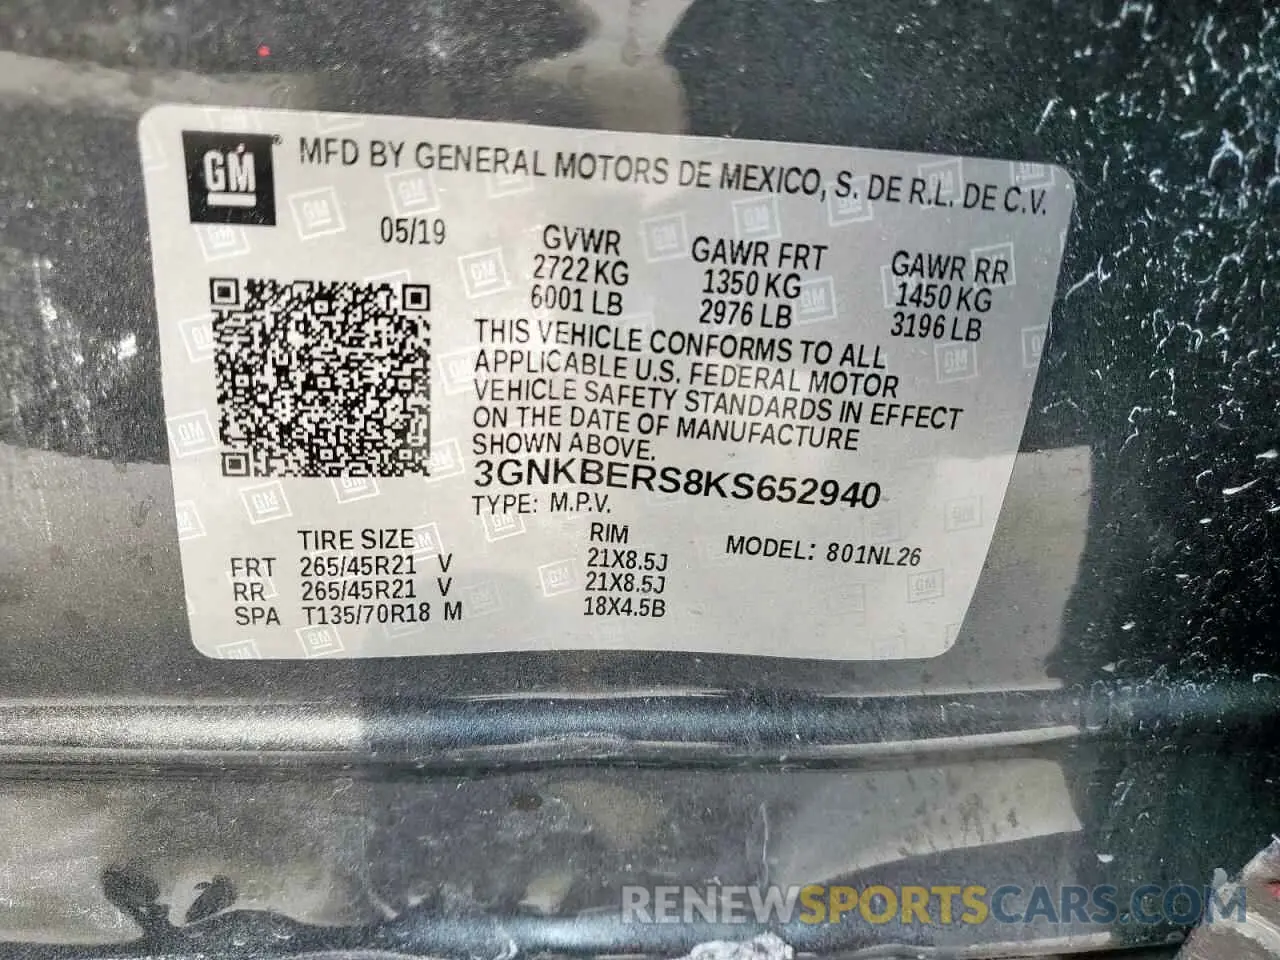 GM® MFD BY GENERAL MOTORS DE MEXICO, S. DE R.L. DE C.V.
05/19
GVWR GAWR FRT GAWR RR
2722 KG 1350 KG 1450 KG
6001 LB 2976 LB 3196 LB
THIS VEHICLE CONFORMS TO ALL
APPLICABLE U.S. FEDERAL MOTOR
VEHICLE SAFETY STANDARDS IN EFFECT
ON THE DATE OF MANUFACTURE
SHOWN ABOVE.
3GNKBERS8KS652940
TYPE: M.P.V.
TIRE SIZE RIM MODEL: 801NL26
FRT 265/45R21 V 21X8.5J
RR 265/45R21 V 21X8.5J
SPA T135/70R18 M 18X4.5B
RENEWSPORTSCARS.COM